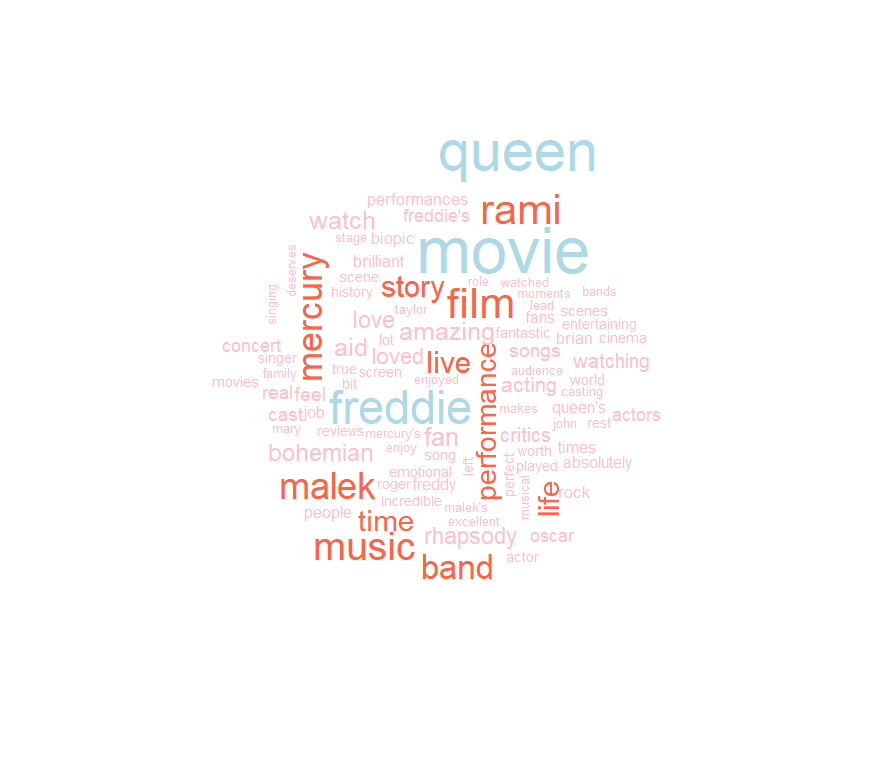 queen
performances
rami
watch
freddie's
stage
biopic
movie
deserves
brilliant
mercury
scene
story
role
watched
singing
history
film
moments
bands
lead
taylor
love
fans
scenes
amazing
fantastic
entertaining
lot
brian
cinema
concert
aid
loved
live
performance
songs
singer
watching
family
true
screen
audience
movies
bit
enjoyed
acting
world
real
feel
casting
freddie
makes
queen's
cast
job
actors
mary
reviews
mercury's
fan
john
rest
critics
bohemian
enjoy
song
worth
times
left
perfect
played
absolutely
emotional
malek
roger
freddy
musical
life
rock
incredible
malek's
people
time
excellent
music
rhapsody
oscar
band
actor